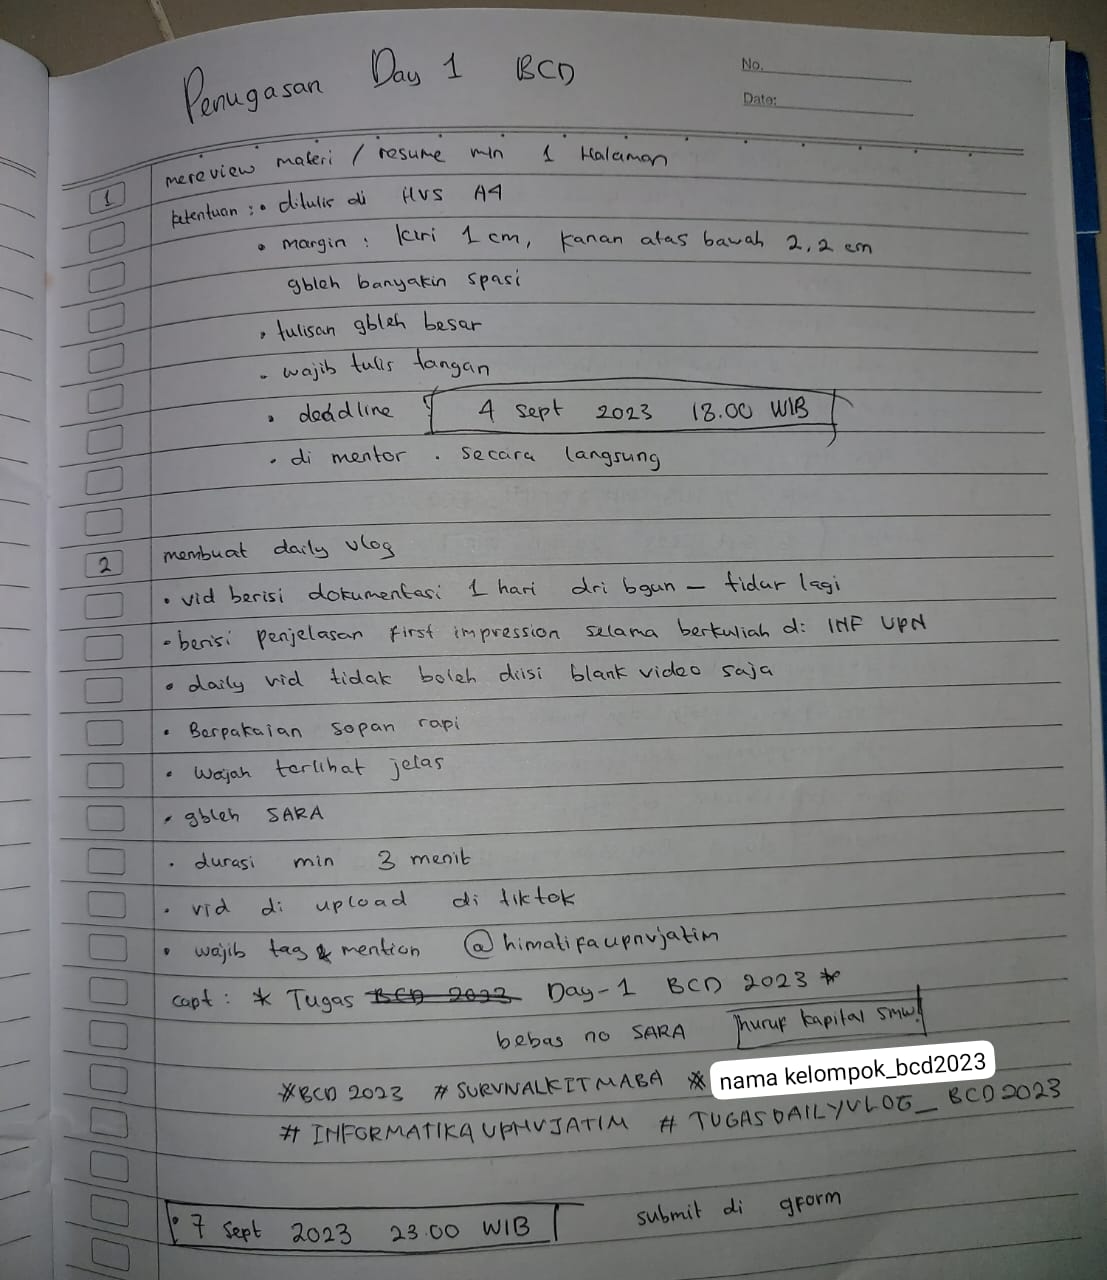 Penugasan Day 1 BCD
No.
Date:
1 mereview materi / resume min 1 Halaman
ketentuan : • ditulis di HVS A4
• margin : kiri 1 cm, kanan atas bawah 2,2 cm
gbleh banyakin spasi
• tulisan gbleh besar
- wajib tulis tangan
• deadline 4 Sept 2023 18.00 WIB
• di mentor . secara langsung
2 membuat daily vlog
• vid berisi dokumentasi 1 hari dri bgun - tidur lagi
• berisi penjelasan first impression selama berkuliah di INF UPN
• daily vid tidak boleh diisi blank video saja
• Berpakaian sopan rapi
• wajah terlihat jelas
• gbleh SARA
• durasi min 3 menit
• vid di upload di tiktok
• wajib tag & mention @himatifaupnvjatim
capt : * Tugas BCD 2023 Day-1 BCD 2023 *
bebas no SARA huruf kapital smw!
#BCD 2023 # SURVIVALKITMABA # nama kelompok_bcd2023
# INFORMATIKAUPNVJATIM # TUGASDAILYVLOG_BCD2023
: 7 Sept 2023 23.00 WIB submit di gform